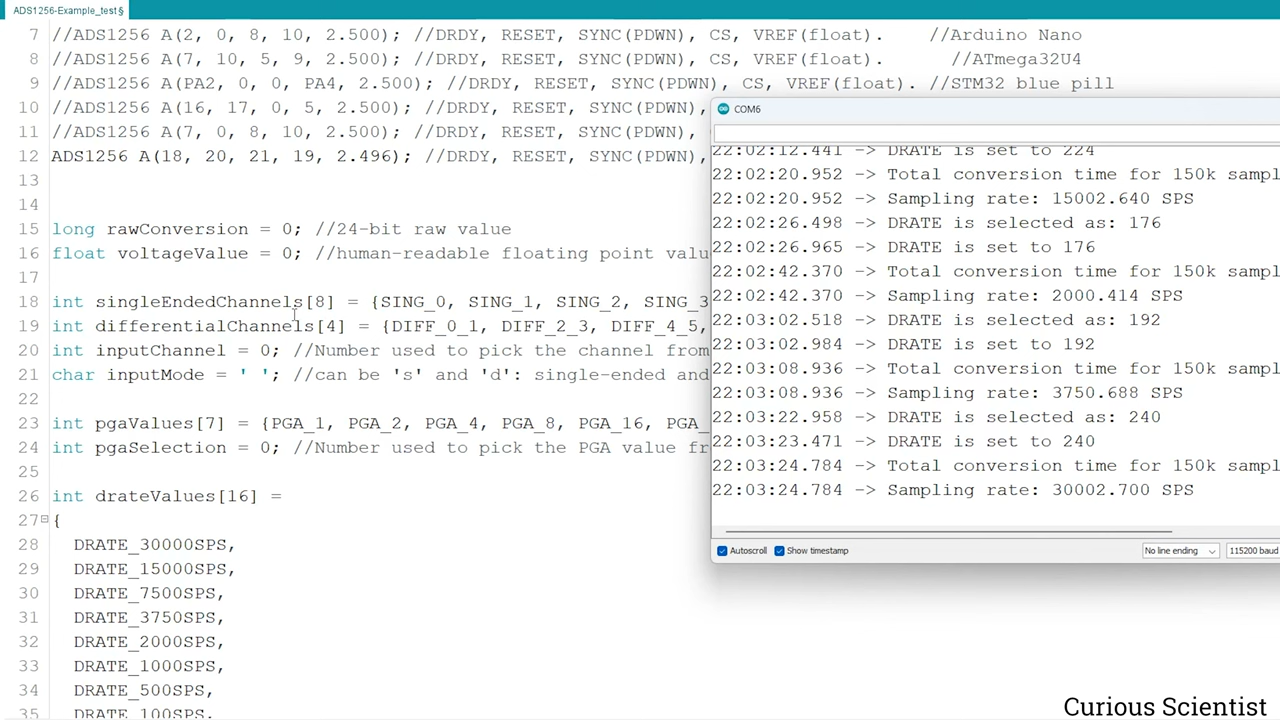 ADS1256-Example_test §
7 //ADS1256 A(2, 0, 8, 10, 2.500); //DRDY, RESET, SYNC(PDWN), CS, VREF(float). //Arduino Nano
8 //ADS1256 A(7, 10, 5, 9, 2.500); //DRDY, RESET, SYNC(PDWN), CS, VREF(float). //ATmega32U4
9 //ADS1256 A(PA2, 0, 0, PA4, 2.500); //DRDY, RESET, SYNC(PDWN), CS, VREF(float). //STM32 blue pill
10 //ADS1256 A(16, 17, 0, 5, 2.500); //DRDY, RESET, SYNC(PDWN),
11 //ADS1256 A(7, 0, 8, 10, 2.500); //DRDY, RESET, SYNC(PDWN),
12 ADS1256 A(18, 20, 21, 19, 2.496); //DRDY, RESET, SYNC(PDWN),
13
14
15 long rawConversion = 0; //24-bit raw value
16 float voltageValue = 0; //human-readable floating point valu
17
18 int singleEndedChannels[8] = {SING_0, SING_1, SING_2, SING_3
19 int differentialChannels[4] = {DIFF_0_1, DIFF_2_3, DIFF_4_5,
20 int inputChannel = 0; //Number used to pick the channel from
21 char inputMode = ' '; //can be 's' and 'd': single-ended and
22
23 int pgaValues[7] = {PGA_1, PGA_2, PGA_4, PGA_8, PGA_16, PGA_
24 int pgaSelection = 0; //Number used to pick the PGA value fr
25
26 int drateValues[16] =
27 {
28 DRATE_30000SPS,
29 DRATE_15000SPS,
30 DRATE_7500SPS,
31 DRATE_3750SPS,
32 DRATE_2000SPS,
33 DRATE_1000SPS,
34 DRATE_500SPS,
35 DRATE_100SPS,
COM6
22:02:12.441 -> DRATE is set to 224
22:02:20.952 -> Total conversion time for 150k sampl
22:02:20.952 -> Sampling rate: 15002.640 SPS
22:02:26.498 -> DRATE is selected as: 176
22:02:26.965 -> DRATE is set to 176
22:02:42.370 -> Total conversion time for 150k sampl
22:02:42.370 -> Sampling rate: 2000.414 SPS
22:03:02.518 -> DRATE is selected as: 192
22:03:02.984 -> DRATE is set to 192
22:03:08.936 -> Total conversion time for 150k sampl
22:03:08.936 -> Sampling rate: 3750.688 SPS
22:03:22.958 -> DRATE is selected as: 240
22:03:23.471 -> DRATE is set to 240
22:03:24.784 -> Total conversion time for 150k sampl
22:03:24.784 -> Sampling rate: 30002.700 SPS
Autoscroll Show timestamp No line ending 115200 baud
Curious Scientist